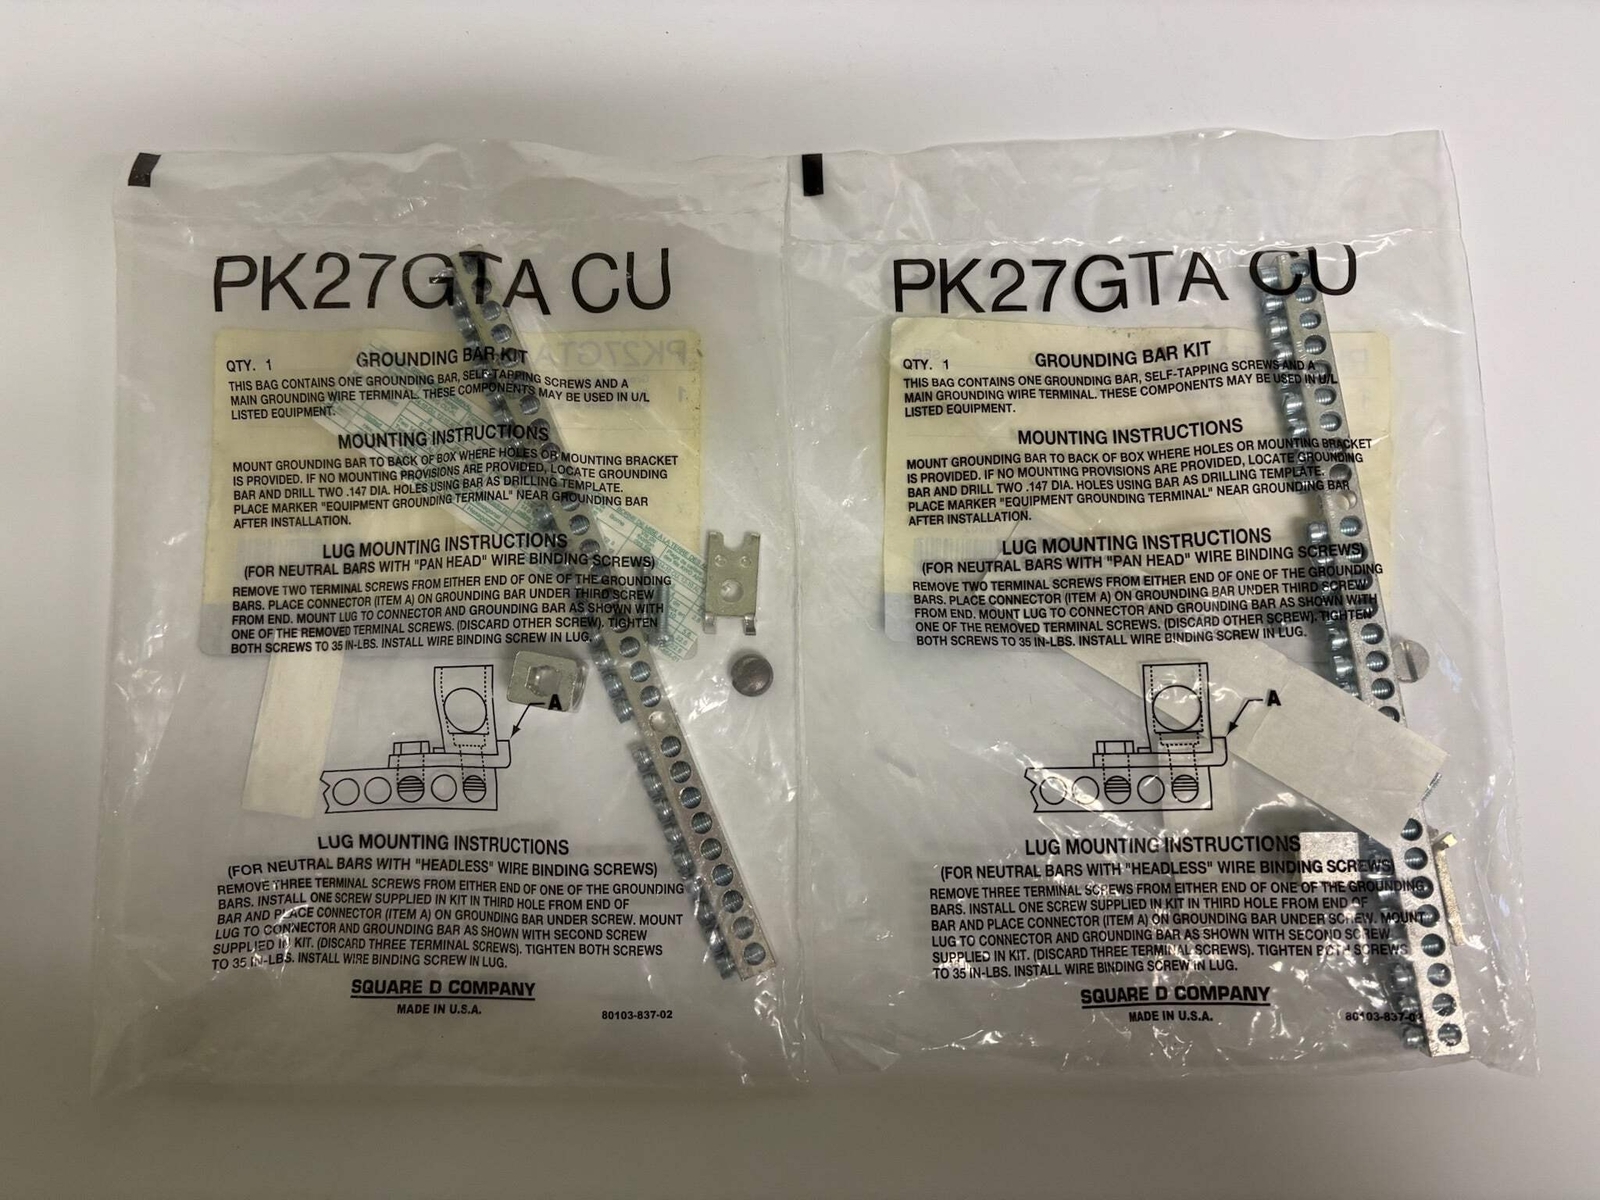 PK27GTA CU
QTY. 1 GROUNDING BAR KIT
THIS BAG CONTAINS ONE GROUNDING BAR, SELF-TAPPING SCREWS AND A
MAIN GROUNDING WIRE TERMINAL. THESE COMPONENTS MAY BE USED IN U/L
LISTED EQUIPMENT.
MOUNTING INSTRUCTIONS
MOUNT GROUNDING BAR TO BACK OF BOX WHERE HOLES OR MOUNTING BRACKET
IS PROVIDED. IF NO MOUNTING PROVISIONS ARE PROVIDED, LOCATE GROUNDING
BAR AND DRILL TWO .147 DIA. HOLES USING BAR AS DRILLING TEMPLATE.
PLACE MARKER "EQUIPMENT GROUNDING TERMINAL" NEAR GROUNDING BAR
AFTER INSTALLATION.
LUG MOUNTING INSTRUCTIONS
(FOR NEUTRAL BARS WITH "PAN HEAD" WIRE BINDING SCREWS)
REMOVE TWO TERMINAL SCREWS FROM EITHER END OF ONE OF THE GROUNDING
BARS. PLACE CONNECTOR (ITEM A) ON GROUNDING BAR UNDER THIRD SCREW
FROM END. MOUNT LUG TO CONNECTOR AND GROUNDING BAR AS SHOWN WITH
ONE OF THE REMOVED TERMINAL SCREWS. (DISCARD OTHER SCREW). TIGHTEN
BOTH SCREWS TO 35 IN-LBS. INSTALL WIRE BINDING SCREW IN LUG.
A
LUG MOUNTING INSTRUCTIONS
(FOR NEUTRAL BARS WITH "HEADLESS" WIRE BINDING SCREWS)
REMOVE THREE TERMINAL SCREWS FROM EITHER END OF ONE OF THE GROUNDING
BARS. INSTALL ONE SCREW SUPPLIED IN KIT IN THIRD HOLE FROM END OF
BAR AND PLACE CONNECTOR (ITEM A) ON GROUNDING BAR UNDER SCREW. MOUNT
LUG TO CONNECTOR AND GROUNDING BAR AS SHOWN WITH SECOND SCREW
SUPPLIED IN KIT. (DISCARD THREE TERMINAL SCREWS). TIGHTEN BOTH SCREWS
TO 35 IN-LBS. INSTALL WIRE BINDING SCREW IN LUG.
SQUARE D COMPANY
MADE IN U.S.A.
80103-837-02
PK27GTA CU
QTY. 1 GROUNDING BAR KIT
THIS BAG CONTAINS ONE GROUNDING BAR, SELF-TAPPING SCREWS AND A
MAIN GROUNDING WIRE TERMINAL. THESE COMPONENTS MAY BE USED IN U/L
LISTED EQUIPMENT.
MOUNTING INSTRUCTIONS
MOUNT GROUNDING BAR TO BACK OF BOX WHERE HOLES OR MOUNTING BRACKET
IS PROVIDED. IF NO MOUNTING PROVISIONS ARE PROVIDED, LOCATE GROUNDING
BAR AND DRILL TWO .147 DIA. HOLES USING BAR AS DRILLING TEMPLATE.
PLACE MARKER "EQUIPMENT GROUNDING TERMINAL" NEAR GROUNDING BAR
AFTER INSTALLATION.
LUG MOUNTING INSTRUCTIONS
(FOR NEUTRAL BARS WITH "PAN HEAD" WIRE BINDING SCREWS)
REMOVE TWO TERMINAL SCREWS FROM EITHER END OF ONE OF THE GROUNDING
BARS. PLACE CONNECTOR (ITEM A) ON GROUNDING BAR UNDER THIRD SCREW
FROM END. MOUNT LUG TO CONNECTOR AND GROUNDING BAR AS SHOWN WITH
ONE OF THE REMOVED TERMINAL SCREWS. (DISCARD OTHER SCREW). TIGHTEN
BOTH SCREWS TO 35 IN-LBS. INSTALL WIRE BINDING SCREW IN LUG.
A
LUG MOUNTING INSTRUCTIONS
(FOR NEUTRAL BARS WITH "HEADLESS" WIRE BINDING SCREWS)
REMOVE THREE TERMINAL SCREWS FROM EITHER END OF ONE OF THE GROUNDING
BARS. INSTALL ONE SCREW SUPPLIED IN KIT IN THIRD HOLE FROM END OF
BAR AND PLACE CONNECTOR (ITEM A) ON GROUNDING BAR UNDER SCREW. MOUNT
LUG TO CONNECTOR AND GROUNDING BAR AS SHOWN WITH SECOND SCREW
SUPPLIED IN KIT. (DISCARD THREE TERMINAL SCREWS). TIGHTEN BOTH SCREWS
TO 35 IN-LBS. INSTALL WIRE BINDING SCREW IN LUG.
SQUARE D COMPANY
MADE IN U.S.A.
80103-837-02